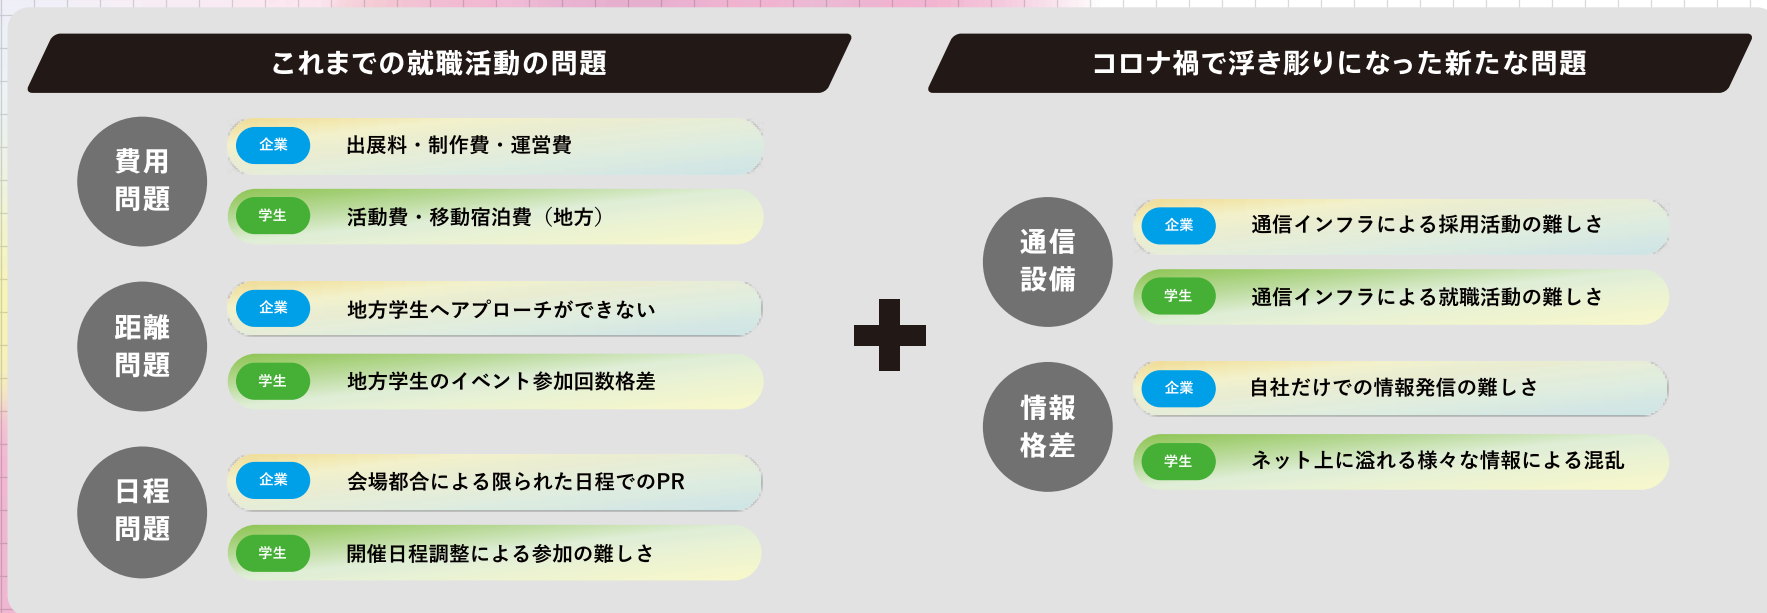 これまでの就職活動の問題
費用
問題
企業 出展料・制作費・運営費
学生 活動費・移動宿泊費（地方）
距離
問題
企業 地方学生へアプローチができない
学生 地方学生のイベント参加回数格差
日程
問題
企業 会場都合による限られた日程でのPR
学生 開催日程調整による参加の難しさ
コロナ禍で浮き彫りになった新たな問題
通信
設備
企業 通信インフラによる採用活動の難しさ
学生 通信インフラによる就職活動の難しさ
情報
格差
企業 自社だけでの情報発信の難しさ
学生 ネット上に溢れる様々な情報による混乱